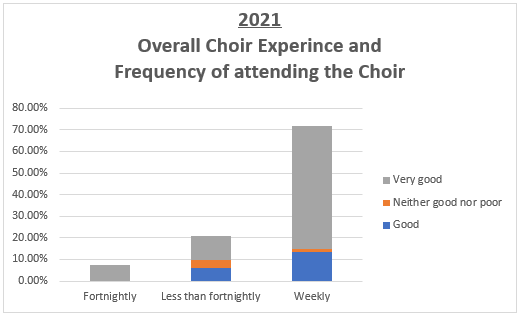 2021
Overall Choir Experince and
Frequency of attending the Choir
80.00%
70.00%
60.00%
50.00%
40.00%
30.00%
20.00%
10.00%
0.00%
Fortnightly
Less than fortnightly
Weekly
Very good
Neither good nor poor
Good